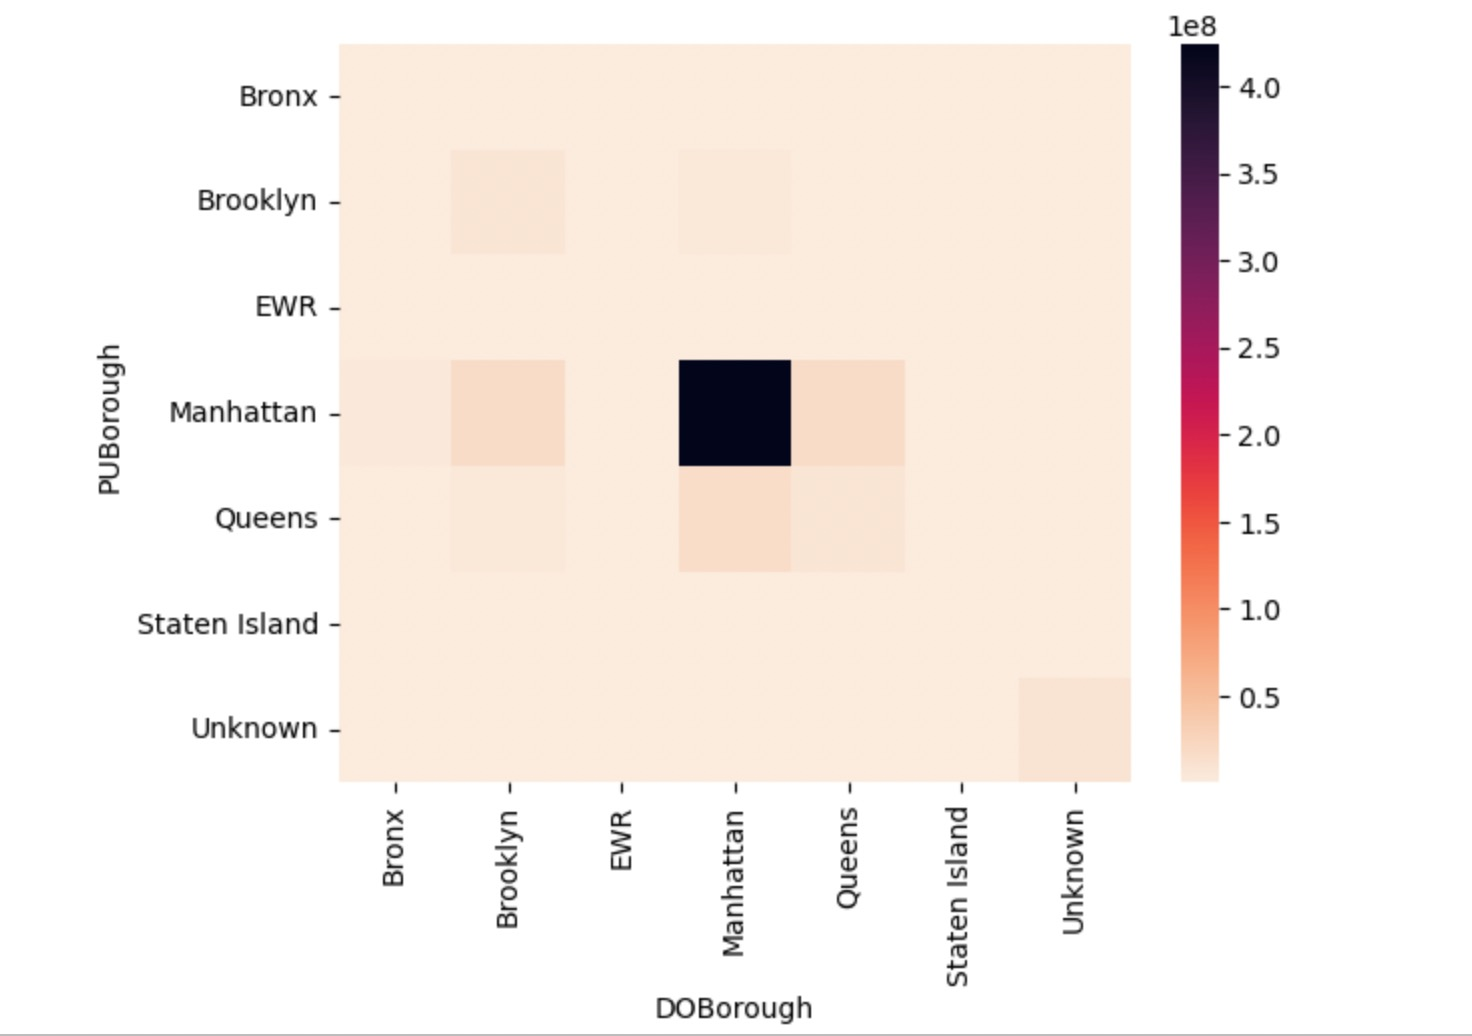 1e8
Bronx
Brooklyn
EWR
Manhattan
Queens
Staten Island
Unknown
PUBorough
Bronx
Brooklyn
EWR
Manhattan
Queens
Staten Island
Unknown
DOBorough
4.0
3.5
3.0
2.5
2.0
1.5
1.0
0.5